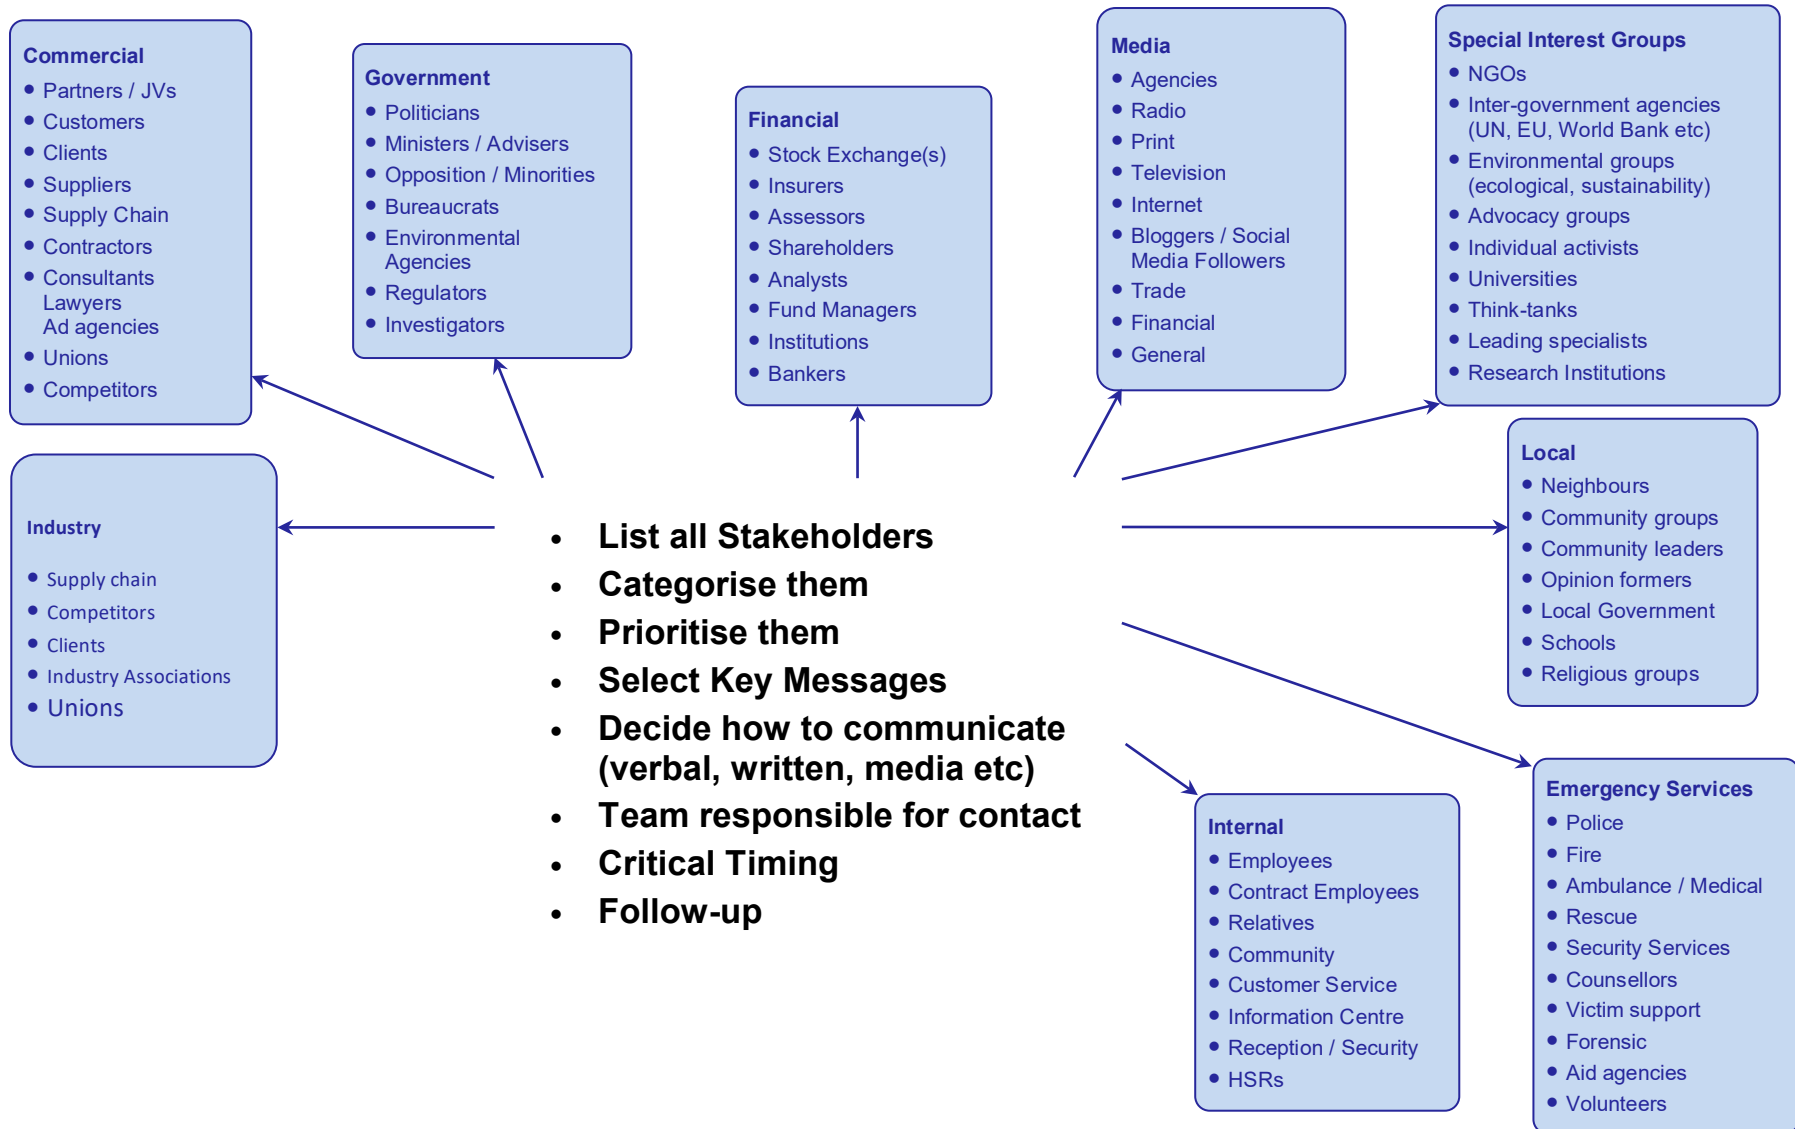 Commercial
• Partners / JVs
• Customers
• Clients
• Suppliers
• Supply Chain
• Contractors
• Consultants
Lawyers
Ad agencies
• Unions
• Competitors
Government
• Politicians
• Ministers / Advisers
• Opposition / Minorities
• Bureaucrats
• Environmental
Agencies
• Regulators
• Investigators
Financial
• Stock Exchange(s)
• Insurers
• Assessors
• Shareholders
• Analysts
• Fund Managers
• Institutions
• Bankers
Media
• Agencies
• Radio
• Print
• Television
• Internet
• Bloggers / Social
Media Followers
• Trade
• Financial
• General
Special Interest Groups
• NGOs
• Inter-government agencies
(UN, EU, World Bank etc)
• Environmental groups
(ecological, sustainability)
• Advocacy groups
• Individual activists
• Universities
• Think-tanks
• Leading specialists
• Research Institutions
Industry
• Supply chain
• Competitors
• Clients
• Industry Associations
• Unions
• List all Stakeholders
• Categorise them
• Prioritise them
• Select Key Messages
• Decide how to communicate
(verbal, written, media etc)
• Team responsible for contact
• Critical Timing
• Follow-up
Local
• Neighbours
• Community groups
• Community leaders
• Opinion formers
• Local Government
• Schools
• Religious groups
Internal
• Employees
• Contract Employees
• Relatives
• Community
• Customer Service
• Information Centre
• Reception / Security
• HSRs
Emergency Services
• Police
• Fire
• Ambulance / Medical
• Rescue
• Security Services
• Counsellors
• Victim support
• Forensic
• Aid agencies
• Volunteers